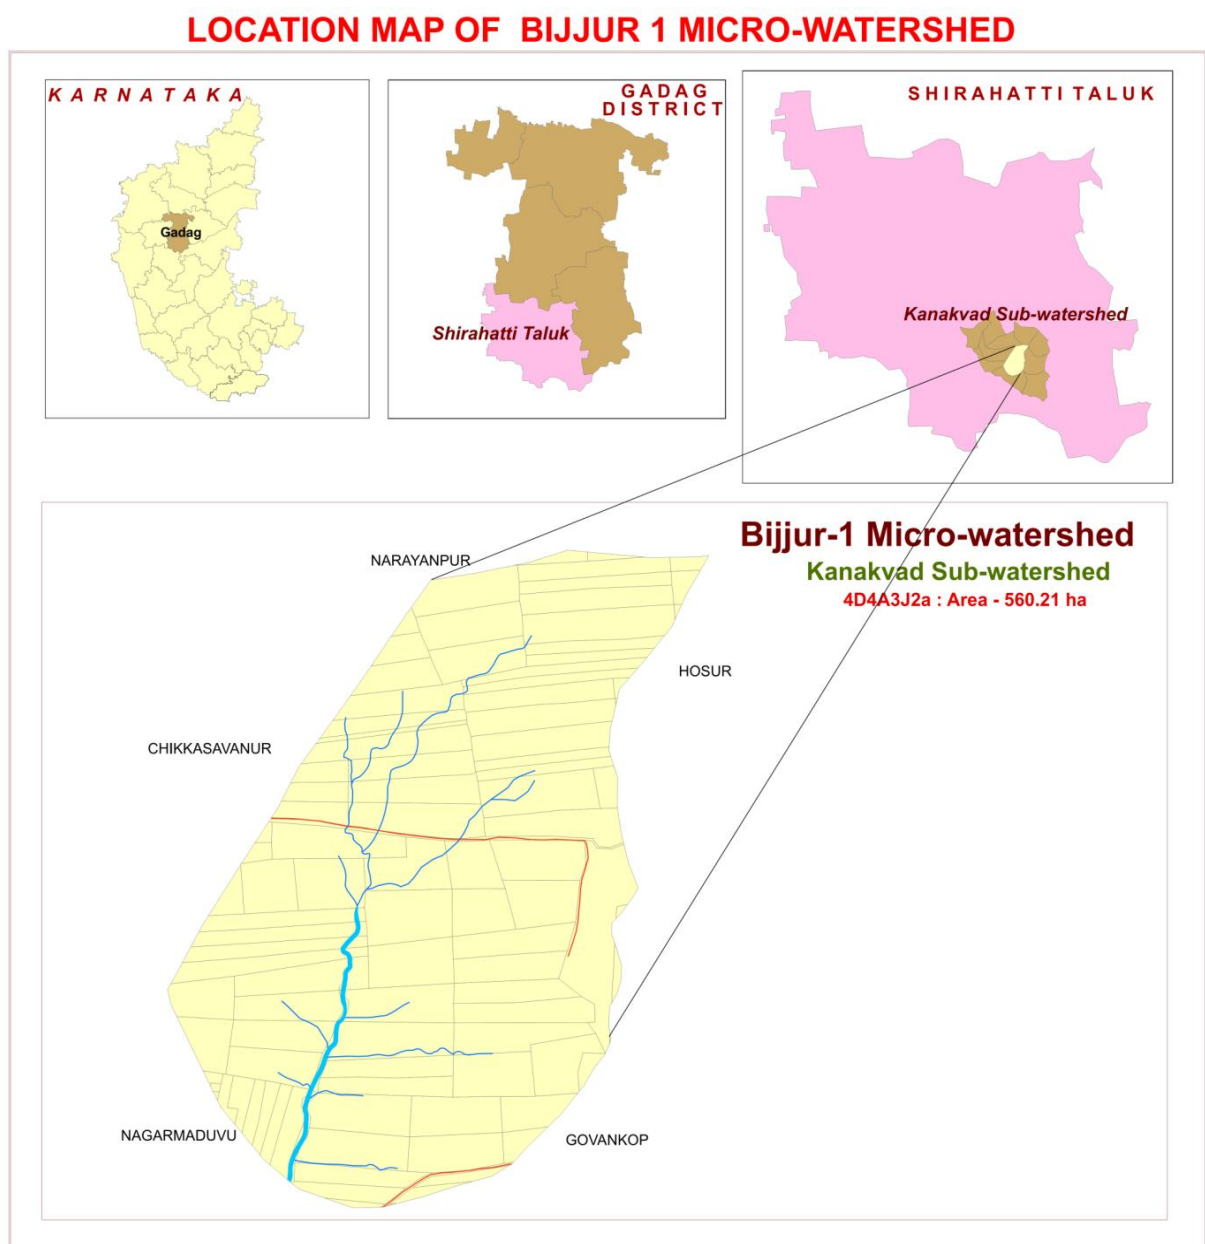 LOCATION MAP OF BIJJUR 1 MICRO-WATERSHED
KARNATAKA
Gadag
GADAG
DISTRICT
Shirahatti Taluk
SHIRAHATTI TALUK
Kanakvad Sub-watershed
Bijjur-1 Micro-watershed
Kanakvad Sub-watershed
4D4A3J2a : Area - 560.21 ha
NARAYANPUR
HOSUR
CHIKKASAVANUR
NAGARMADUVU
GOVANKOP